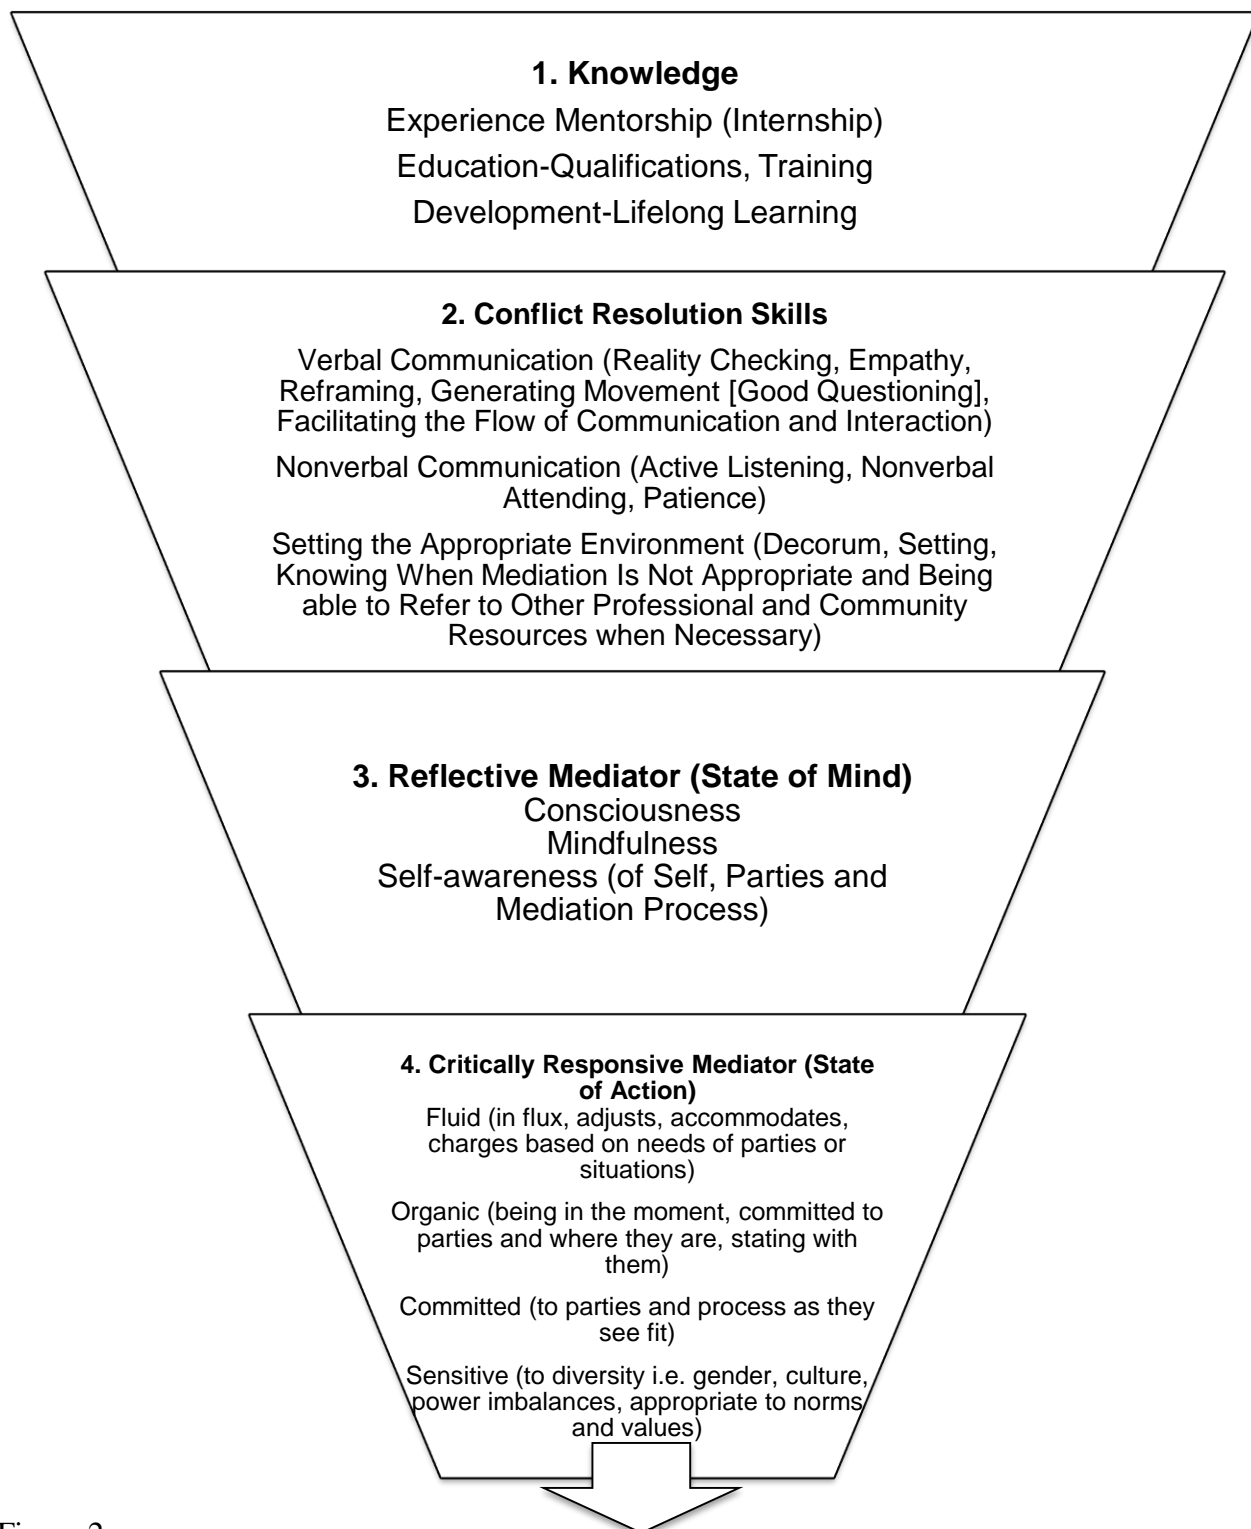 1. Knowledge
Experience Mentorship (Internship)
Education-Qualifications, Training
Development-Lifelong Learning
2. Conflict Resolution Skills
Verbal Communication (Reality Checking, Empathy,
Reframing, Generating Movement [Good Questioning],
Facilitating the Flow of Communication and Interaction)
Nonverbal Communication (Active Listening, Nonverbal
Attending, Patience)
Setting the Appropriate Environment (Decorum, Setting,
Knowing When Mediation Is Not Appropriate and Being
able to Refer to Other Professional and Community
Resources when Necessary)
3. Reflective Mediator (State of Mind)
Consciousness
Mindfulness
Self-awareness (of Self, Parties and
Mediation Process)
4. Critically Responsive Mediator (State
of Action)
Fluid (in flux, adjusts, accommodates,
charges based on needs of parties or
situations)
Organic (being in the moment, committed to
parties and where they are, stating with
them)
Committed (to parties and process as they
see fit)
Sensitive (to diversity i.e. gender, culture,
power imbalances, appropriate to norms
and values)
Figure 2